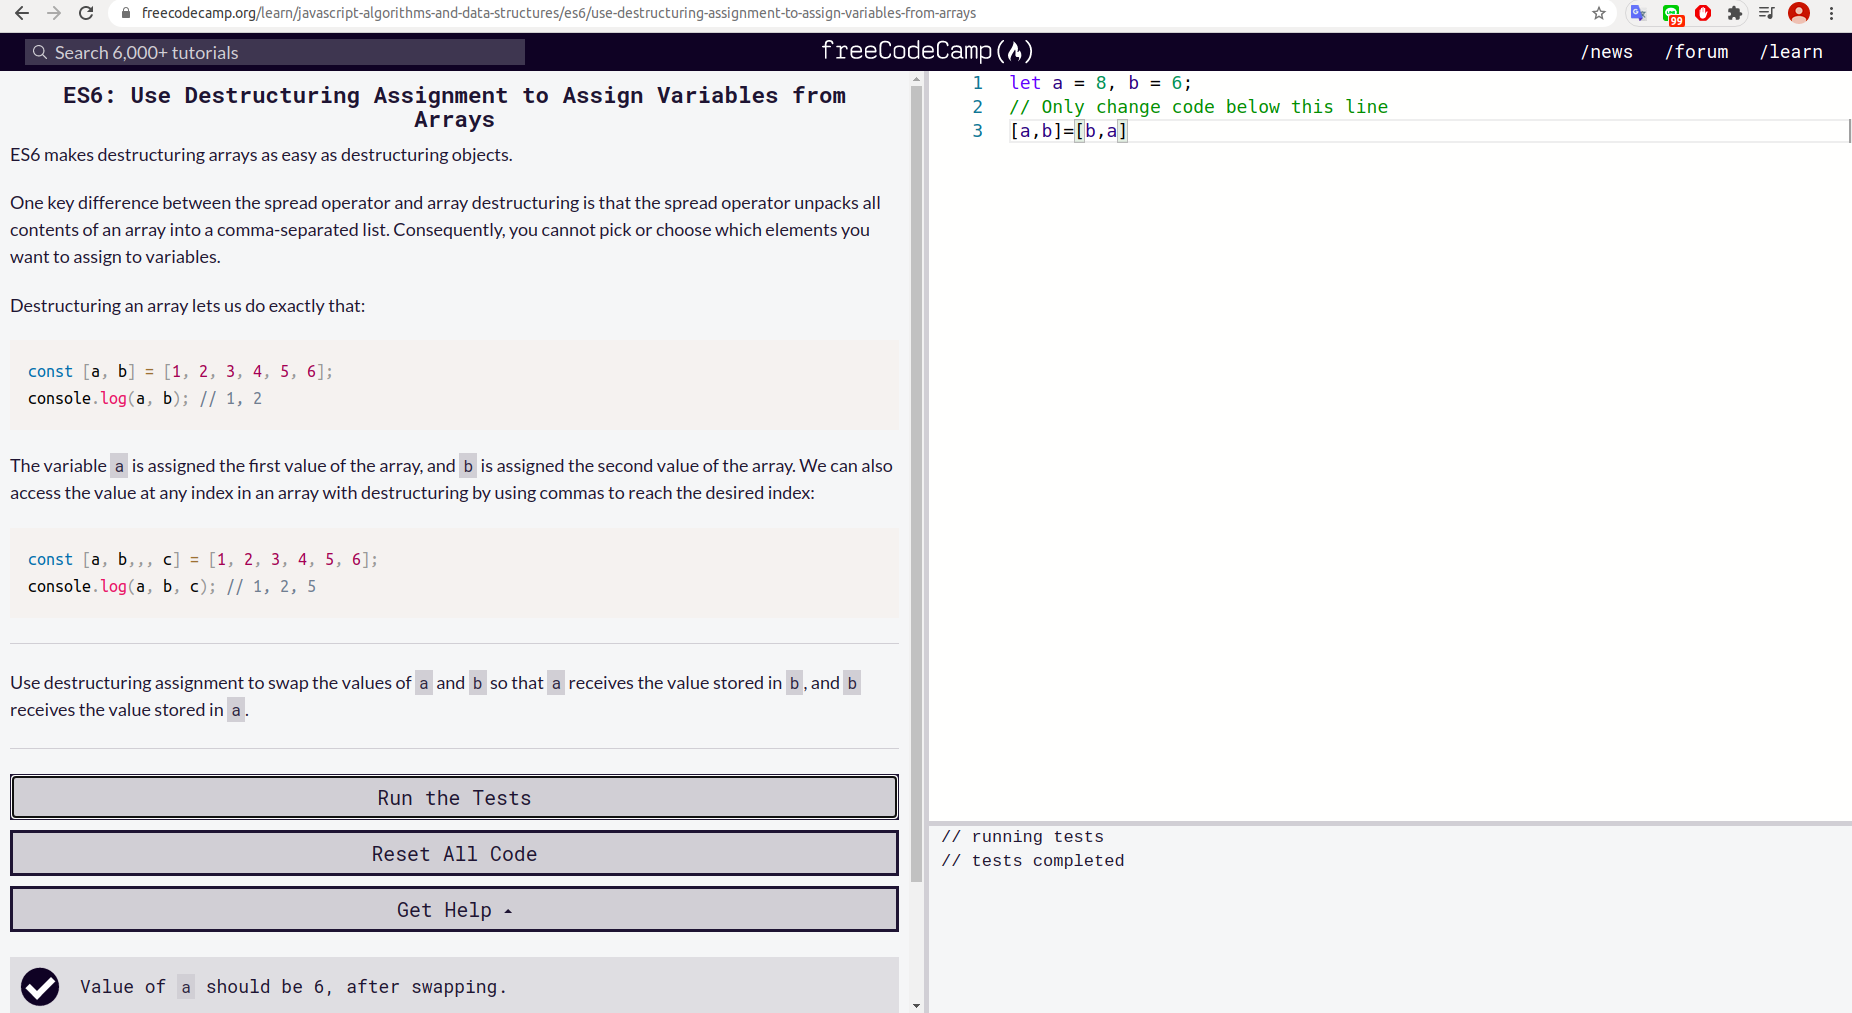 freecodecamp.org/learn/javascript-algorithms-and-data-structures/es6/use-destructuring-assignment-to-assign-variables-from-arrays
99
Search 6,000+ tutorials
freeCodeCamp
/news
/forum
/learn
ES6: Use Destructuring Assignment to Assign Variables from
Arrays
ES6 makes destructuring arrays as easy as destructuring objects.
One key difference between the spread operator and array destructuring is that the spread operator unpacks all
contents of an array into a comma-separated list. Consequently, you cannot pick or choose which elements you
want to assign to variables.
Destructuring an array lets us do exactly that:
const [a, b] = [1, 2, 3, 4, 5, 6];
console.log(a, b); // 1, 2
The variable a is assigned the first value of the array, and b is assigned the second value of the array. We can also
access the value at any index in an array with destructuring by using commas to reach the desired index:
const [a, b,,, c] = [1, 2, 3, 4, 5, 6];
console.log(a, b, c); // 1, 2, 5
Use destructuring assignment to swap the values of a and b so that a receives the value stored in b, and b
receives the value stored in a.
Run the Tests
Reset All Code
Get Help
Value of a should be 6, after swapping.
1 let a = 8, b = 6;
2 // Only change code below this line
3 [a,b]=[b,a]
// running tests
// tests completed